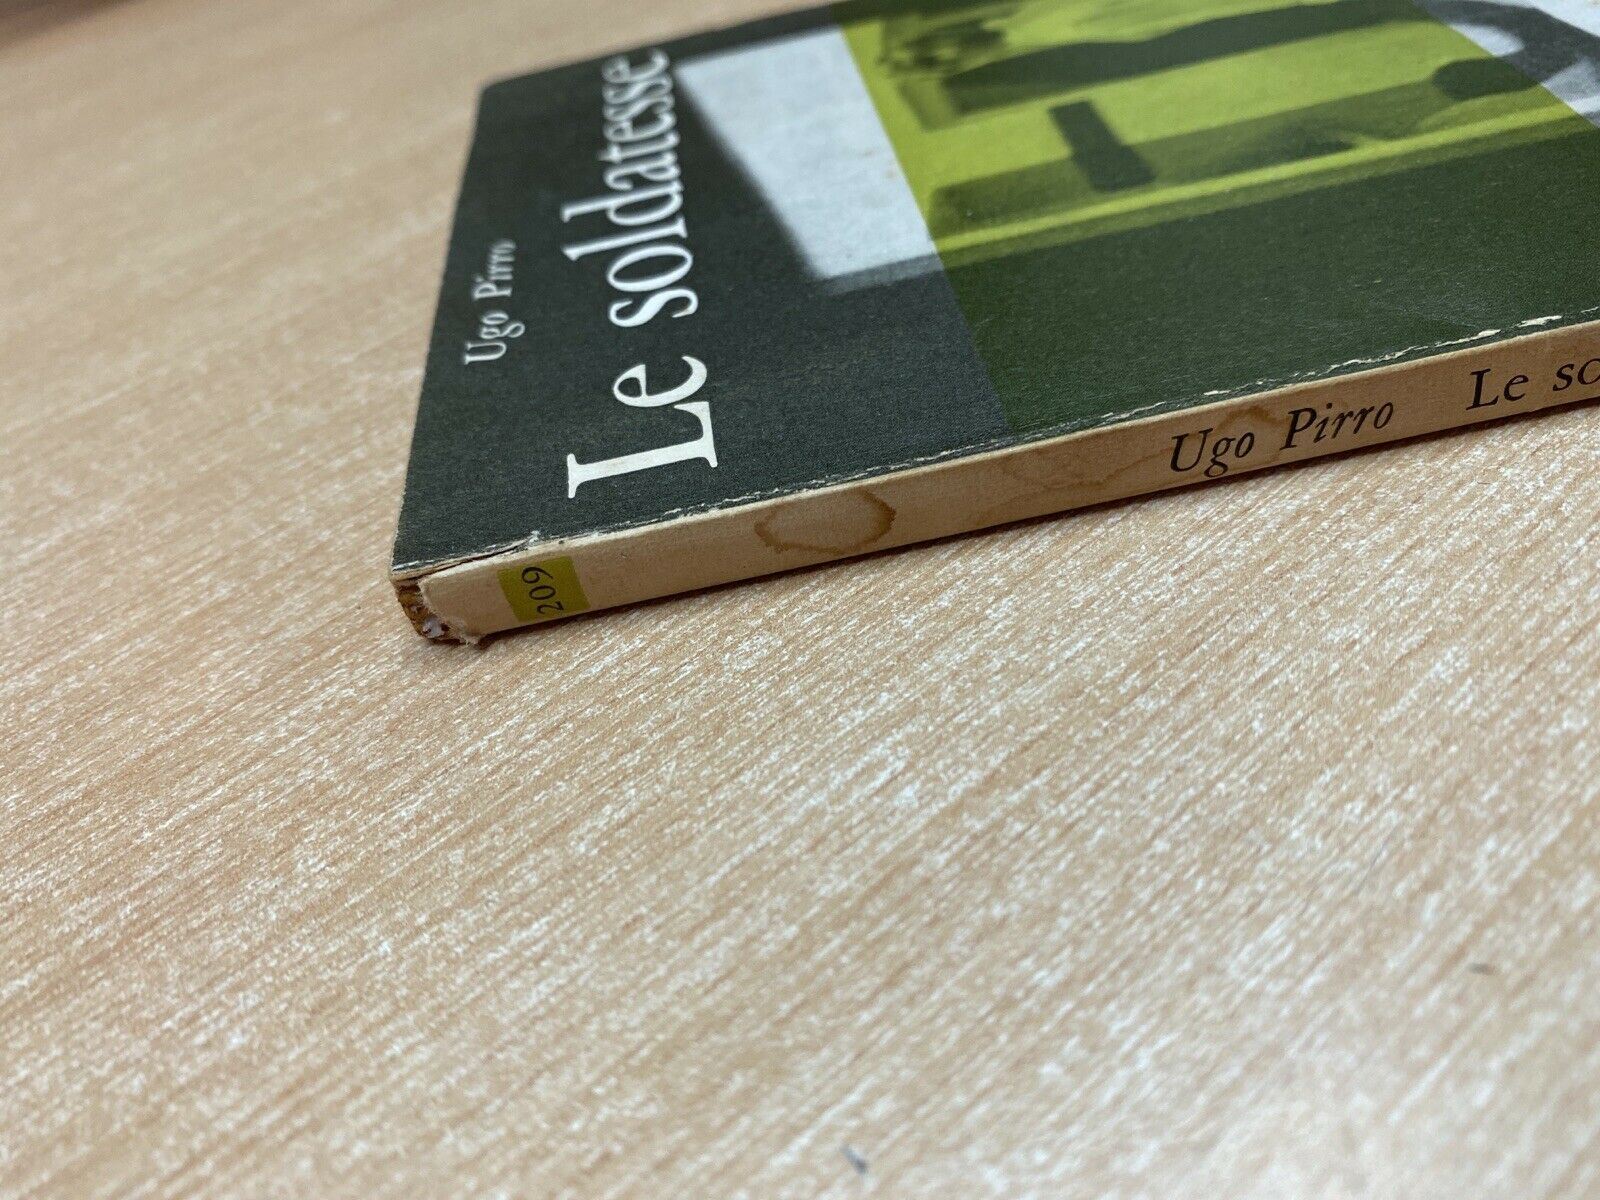 Ugo Pirro
Le soldatesse
209
Ugo Pirro Le so